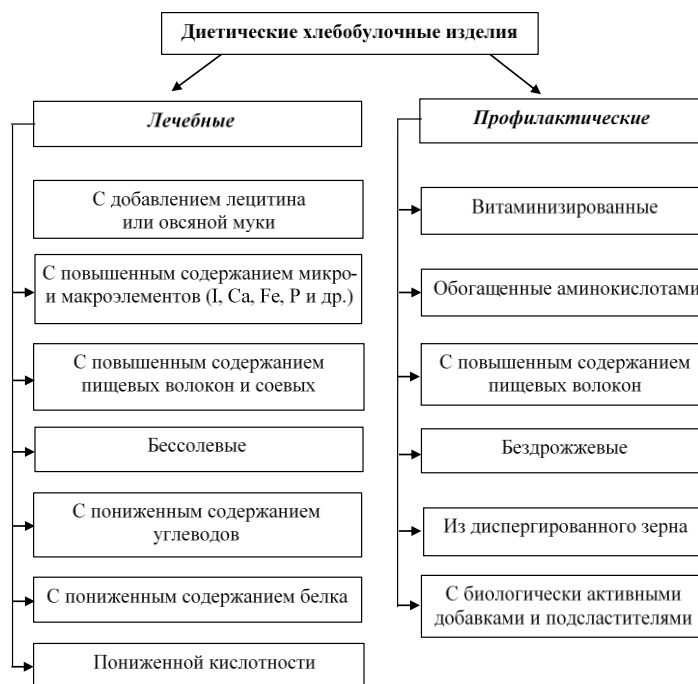 Диетические хлебобулочные изделия
Лечебные
С добавлением лецитина
или овсяной муки
С повышенным содержанием микро-
и макроэлементов (I, Ca, Fe, P и др.)
С повышенным содержанием
пищевых волокон и соевых
Бессолевые
С пониженным содержанием
углеводов
С пониженным содержанием белка
Пониженной кислотности
Профилактические
Витаминизированные
Обогащенные аминокислотами
С повышенным содержанием
пищевых волокон
Бездрожжевые
Из диспергированного зерна
С биологически активными
добавками и подсластителями